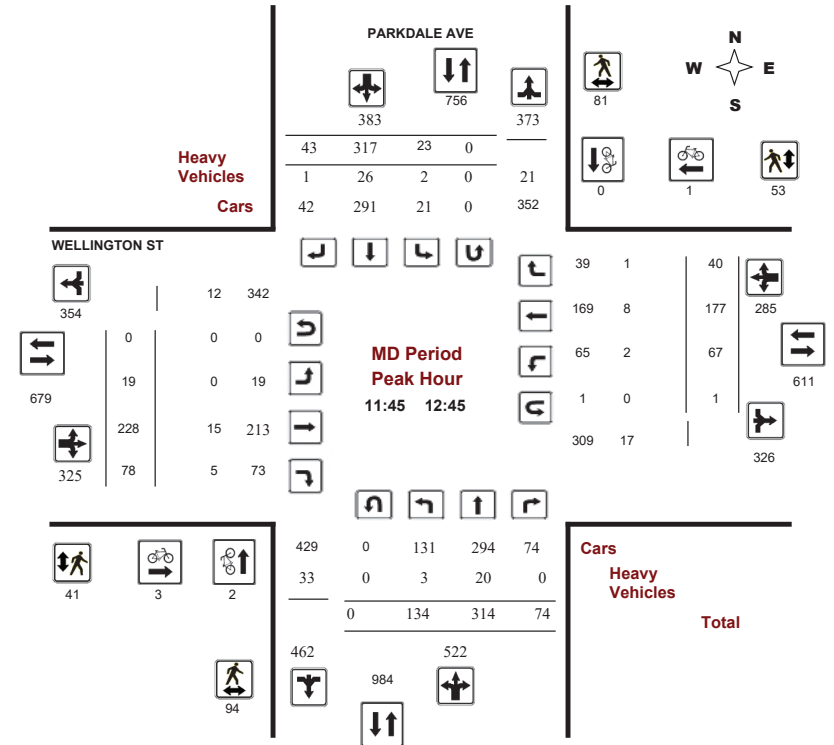 PARKDALE AVE
N
W E
S
756
81
383 373
43 317 23 0
Heavy
Vehicles
1 26 2 0 21
Cars
42 291 21 0 352
0 1 53
WELLINGTON ST
354
12 342
39 1 40
285
0 0 0
169 8 177
679
611
19 0 19
65 2 67
MD Period
Peak Hour
11:45 12:45
228 15 213
1 0 1
325
78 5 73
309 17
326
41 3 2
429 0 131 294 74
Cars
33 0 3 20 0
Heavy
Vehicles
0 134 314 74
Total
462 522
984
94